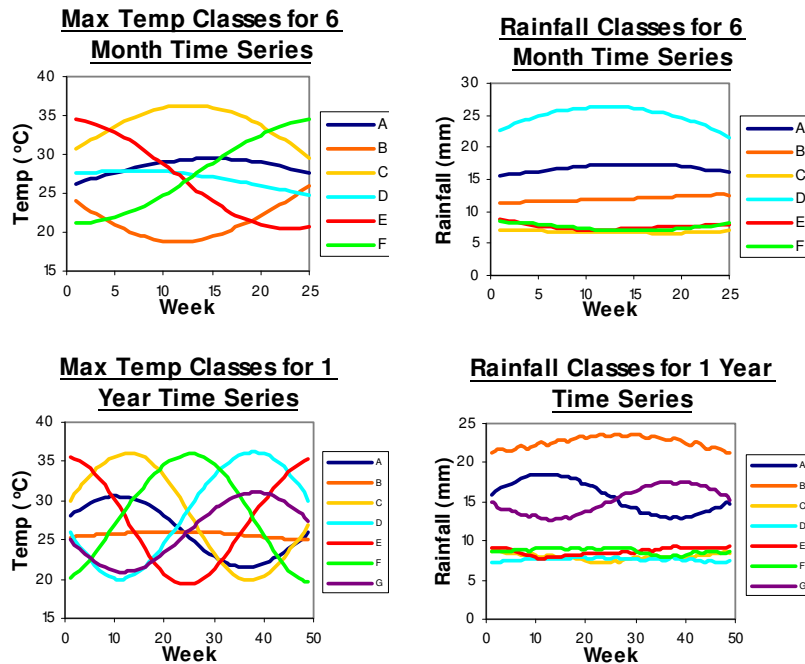 Max Temp Classes for 6
Month Time Series
40
35
30
25
20
15
Temp ( ºC)
0 5 10 15 20 25
Week
A
B
C
D
E
F
Rainfall Classes for 6
Month Time Series
30
25
20
15
10
5
0
Rainfall (mm)
0 5 10 15 20 25
Week
A
B
C
D
E
F
Max Temp Classes for 1
Year Time Series
40
35
30
25
20
15
Temp (ºC)
0 10 20 30 40 50
Week
A
B
C
D
E
F
G
Rainfall Classes for 1 Year
Time Series
25
20
15
10
5
0
Rainfall (mm)
0 10 20 30 40 50
Week
A
B
C
D
E
F
G